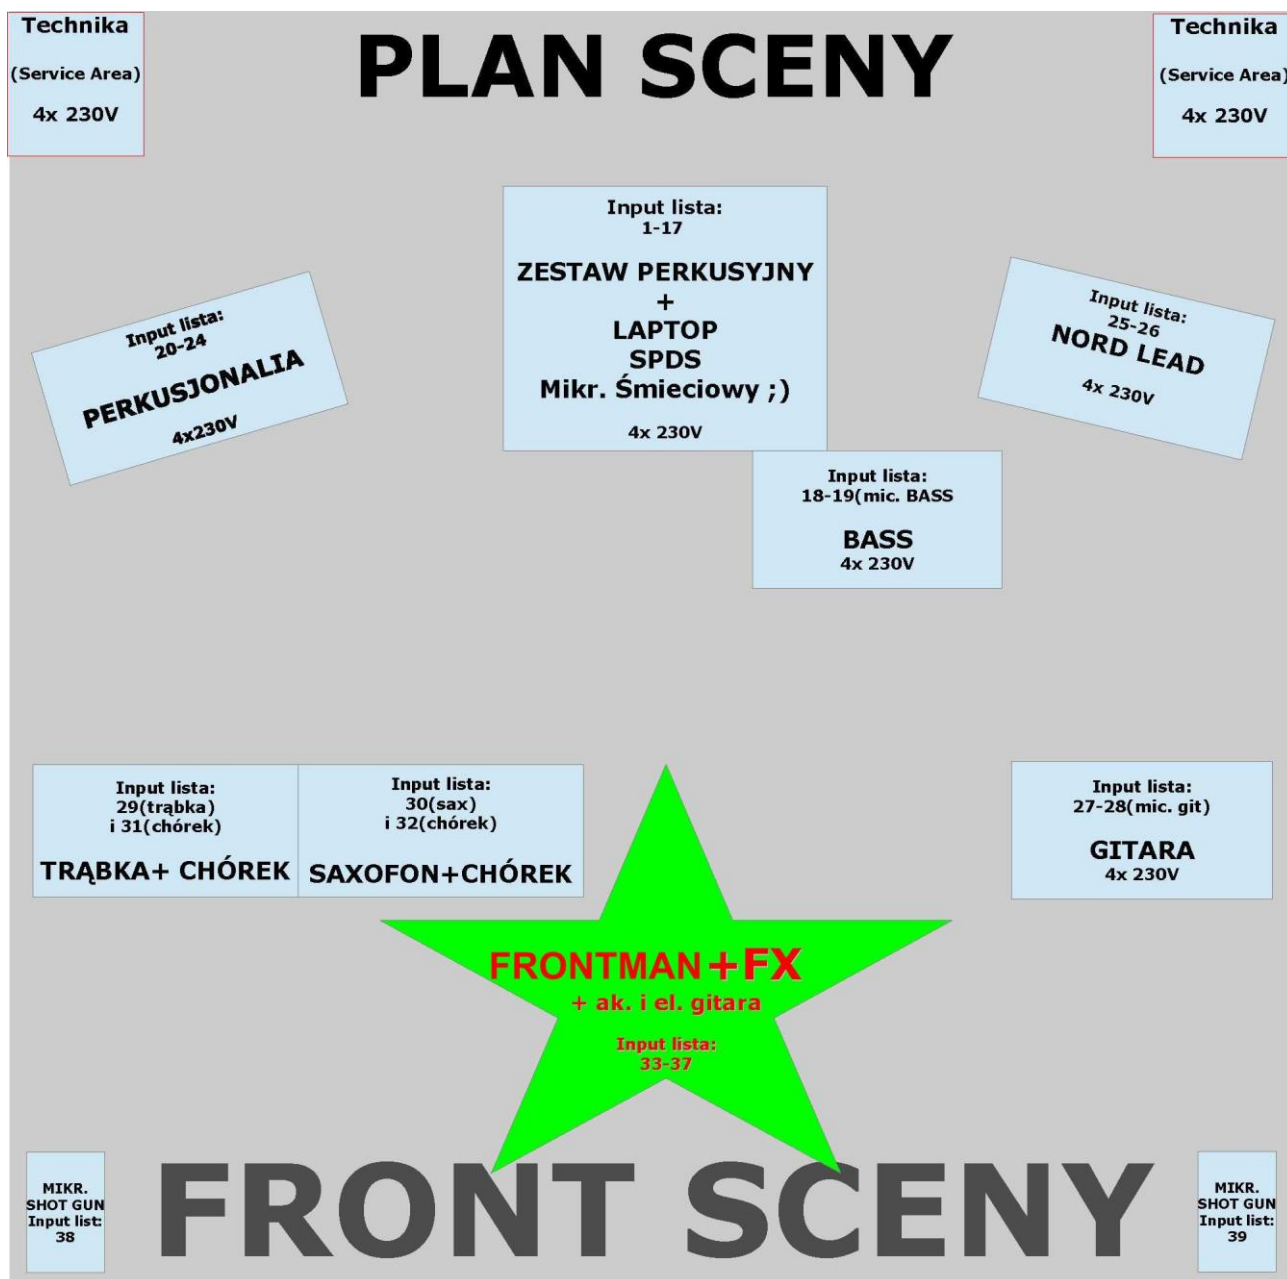 PLAN SCENY
Technika
(Service Area)
4x 230V
Technika
(Service Area)
4x 230V
Input lista:
1-17
ZESTAW PERKUSYJNY
+
LAPTOP
SPDS
Mikr. Śmieciowy ;)
4x 230V
Input lista:
20-24
PERKUSJONALIA
4x230V
Input lista:
25-26
NORD LEAD
4x 230V
Input lista:
18-19(mic. BASS
BASS
4x 230V
Input lista:
29(trąbka)
i 31(chórek)
TRĄBKA+ CHÓREK
Input lista:
30(sax)
i 32(chórek)
SAXOFON+CHÓREK
Input lista:
27-28(mic. git)
GITARA
4x 230V
FRONTMAN+FX
+ ak. i el. gitara
Input lista:
33-37
MIKR.
SHOT GUN
Input list:
38
FRONT SCENY
MIKR.
SHOT GUN
Input list:
39